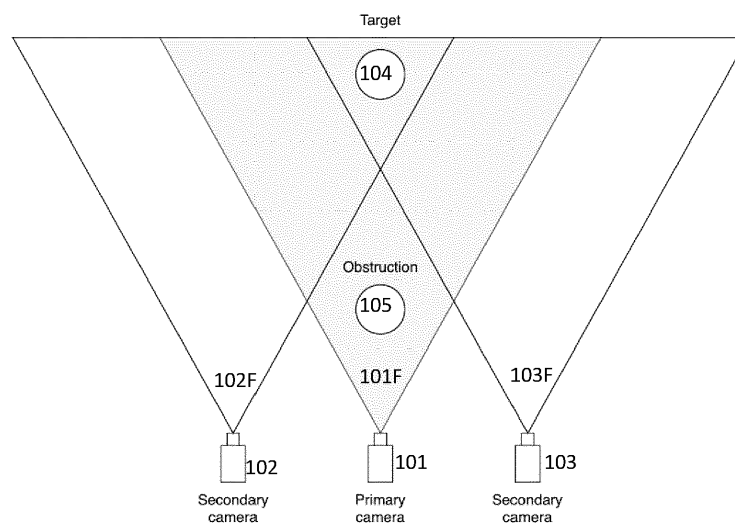 Target
104
Obstruction
105
102F
101F
103F
102
101
103
Secondary
camera
Primary
camera
Secondary
camera